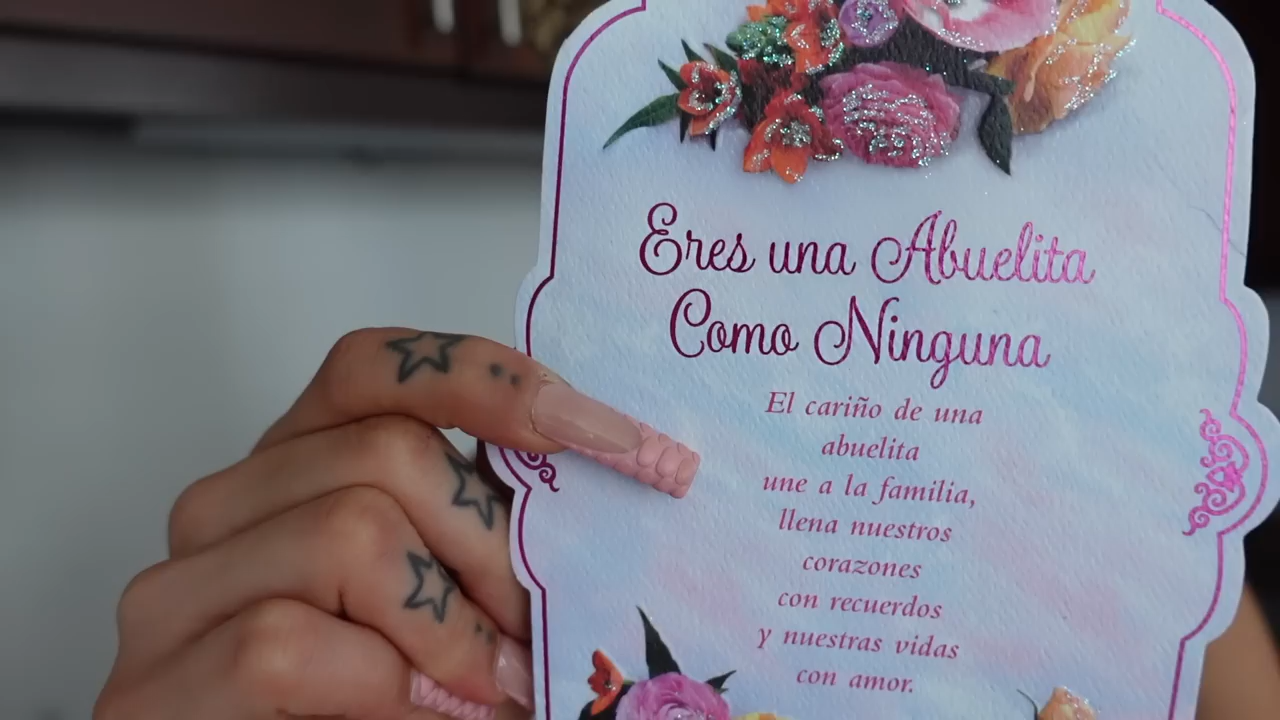 Eres una Abuelita
Como Ninguna
El cariño de una
abuelita
une a la familia,
llena nuestros
corazones
con recuerdos
y nuestras vidas
con amor.